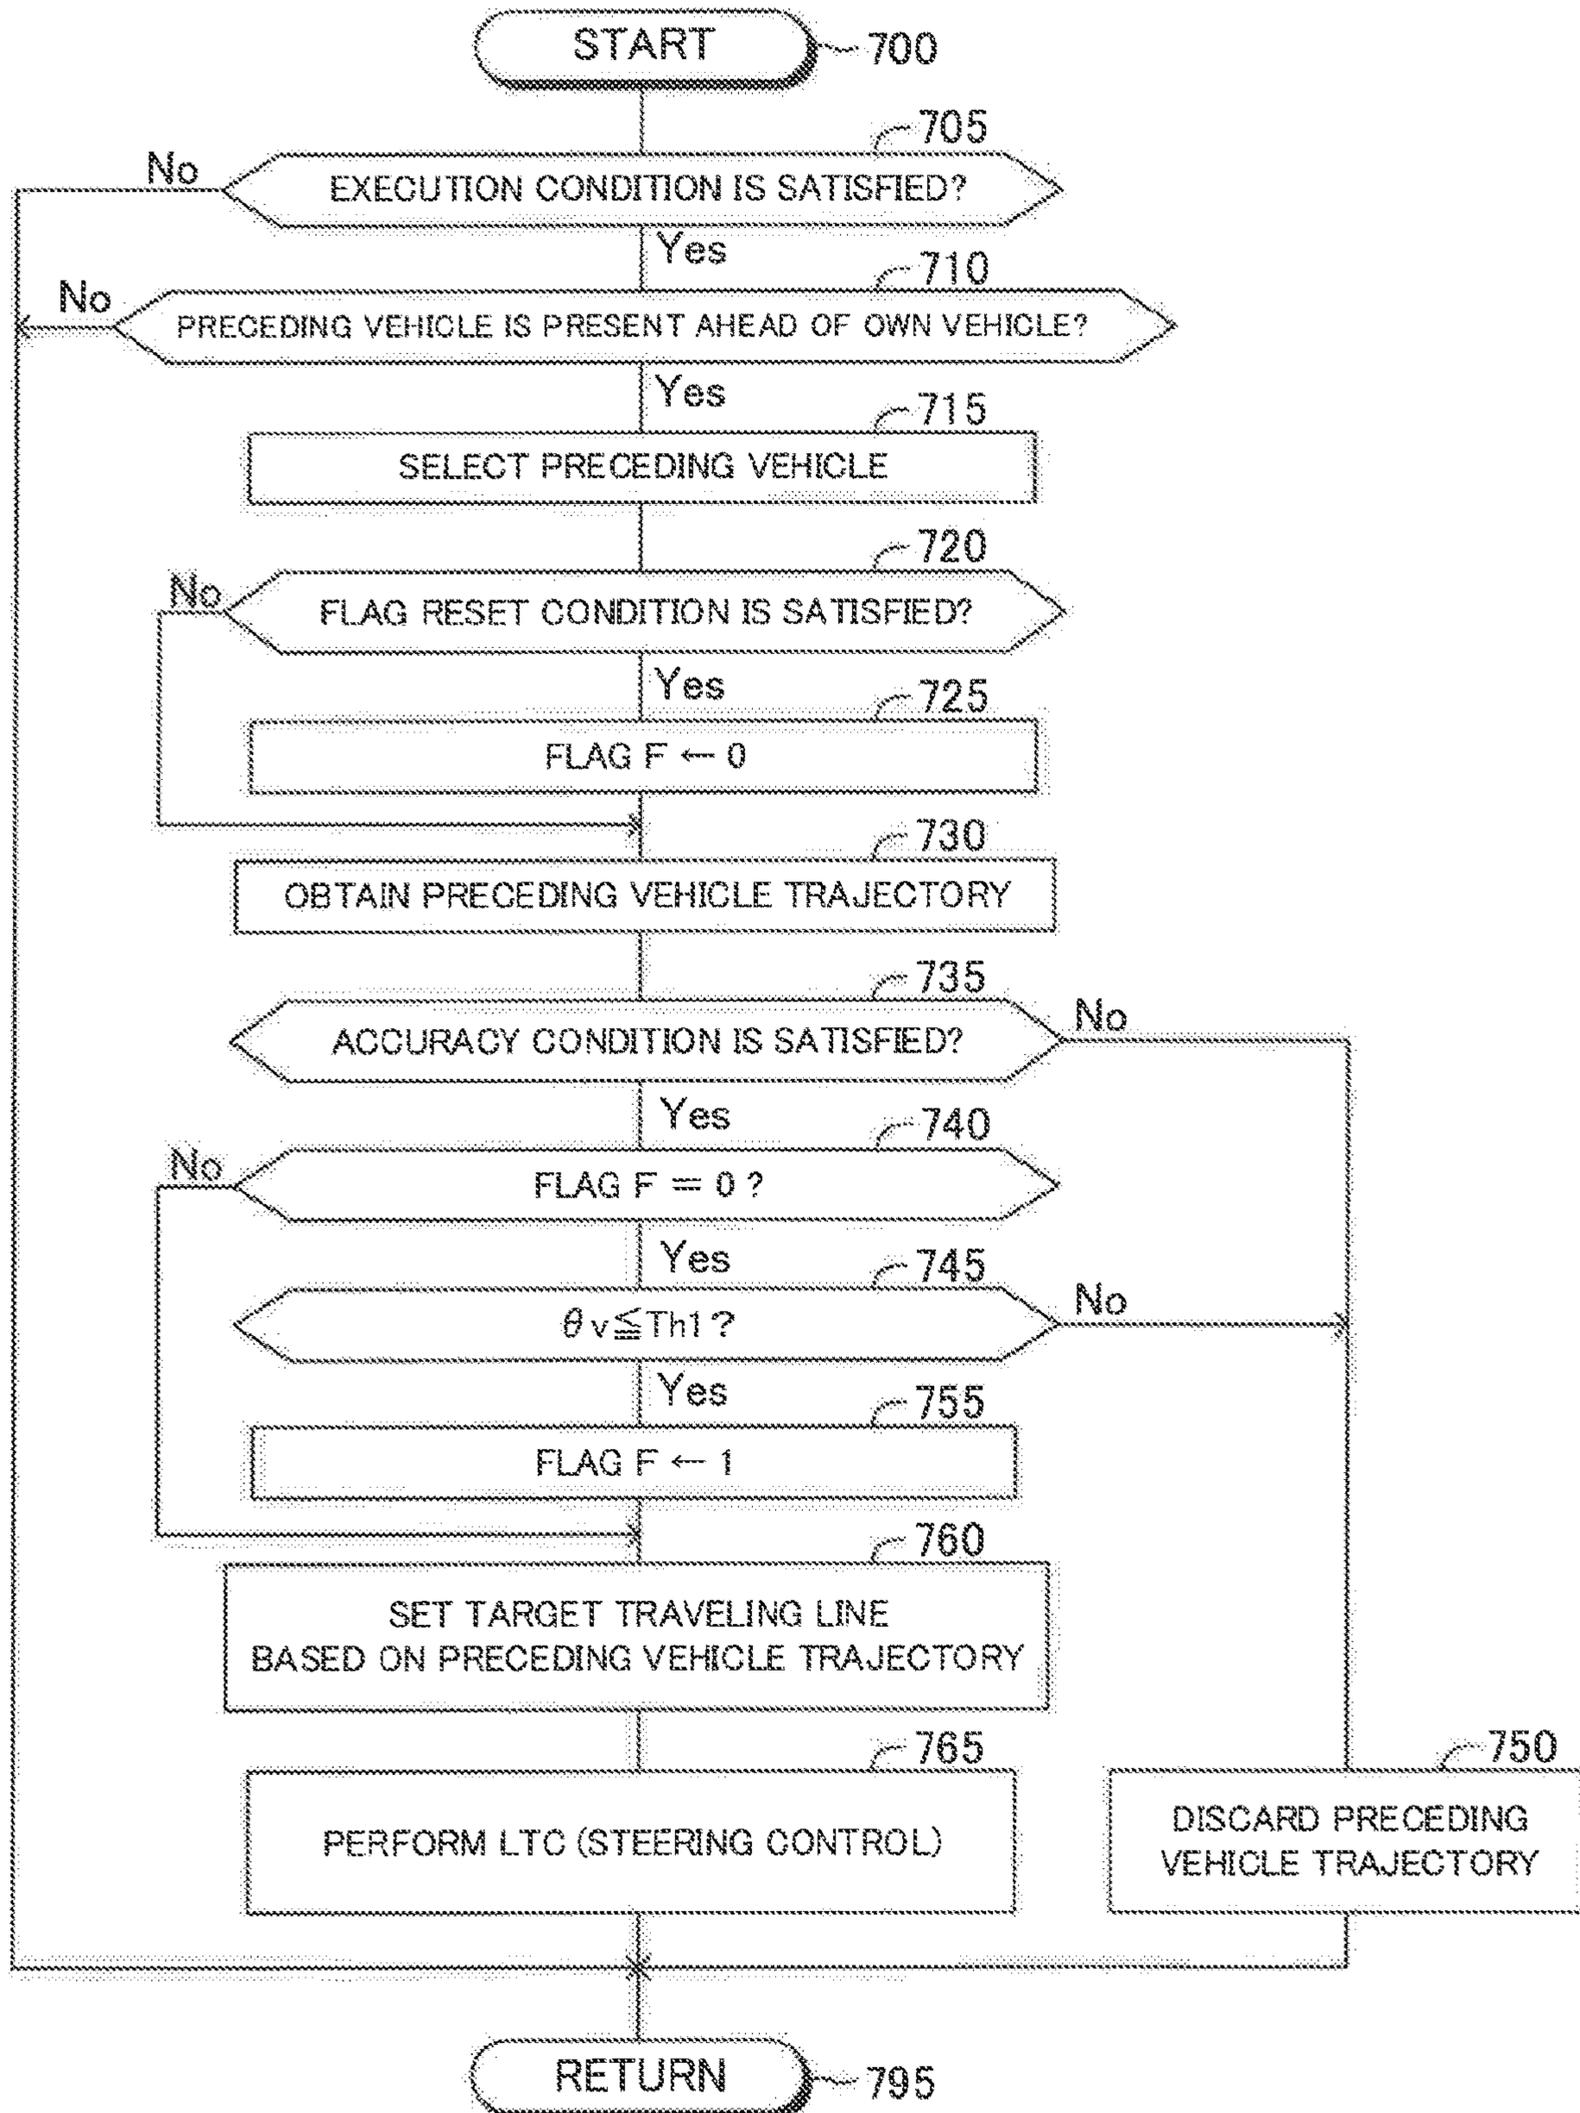 START
700
705
No
EXECUTION CONDITION IS SATISFIED?
Yes
710
No
PRECEDING VEHICLE IS PRESENT AHEAD OF OWN VEHICLE?
Yes
715
SELECT PRECEDING VEHICLE
720
No
FLAG RESET CONDITION IS SATISFIED?
Yes
725
FLAG F ← 0
730
OBTAIN PRECEDING VEHICLE TRAJECTORY
735
ACCURACY CONDITION IS SATISFIED?
No
Yes
740
No
FLAG F = 0 ?
Yes
745
θv≦Th1?
No
Yes
755
FLAG F ← 1
760
SET TARGET TRAVELING LINE
BASED ON PRECEDING VEHICLE TRAJECTORY
765
PERFORM LTC (STEERING CONTROL)
750
DISCARD PRECEDING
VEHICLE TRAJECTORY
RETURN
795